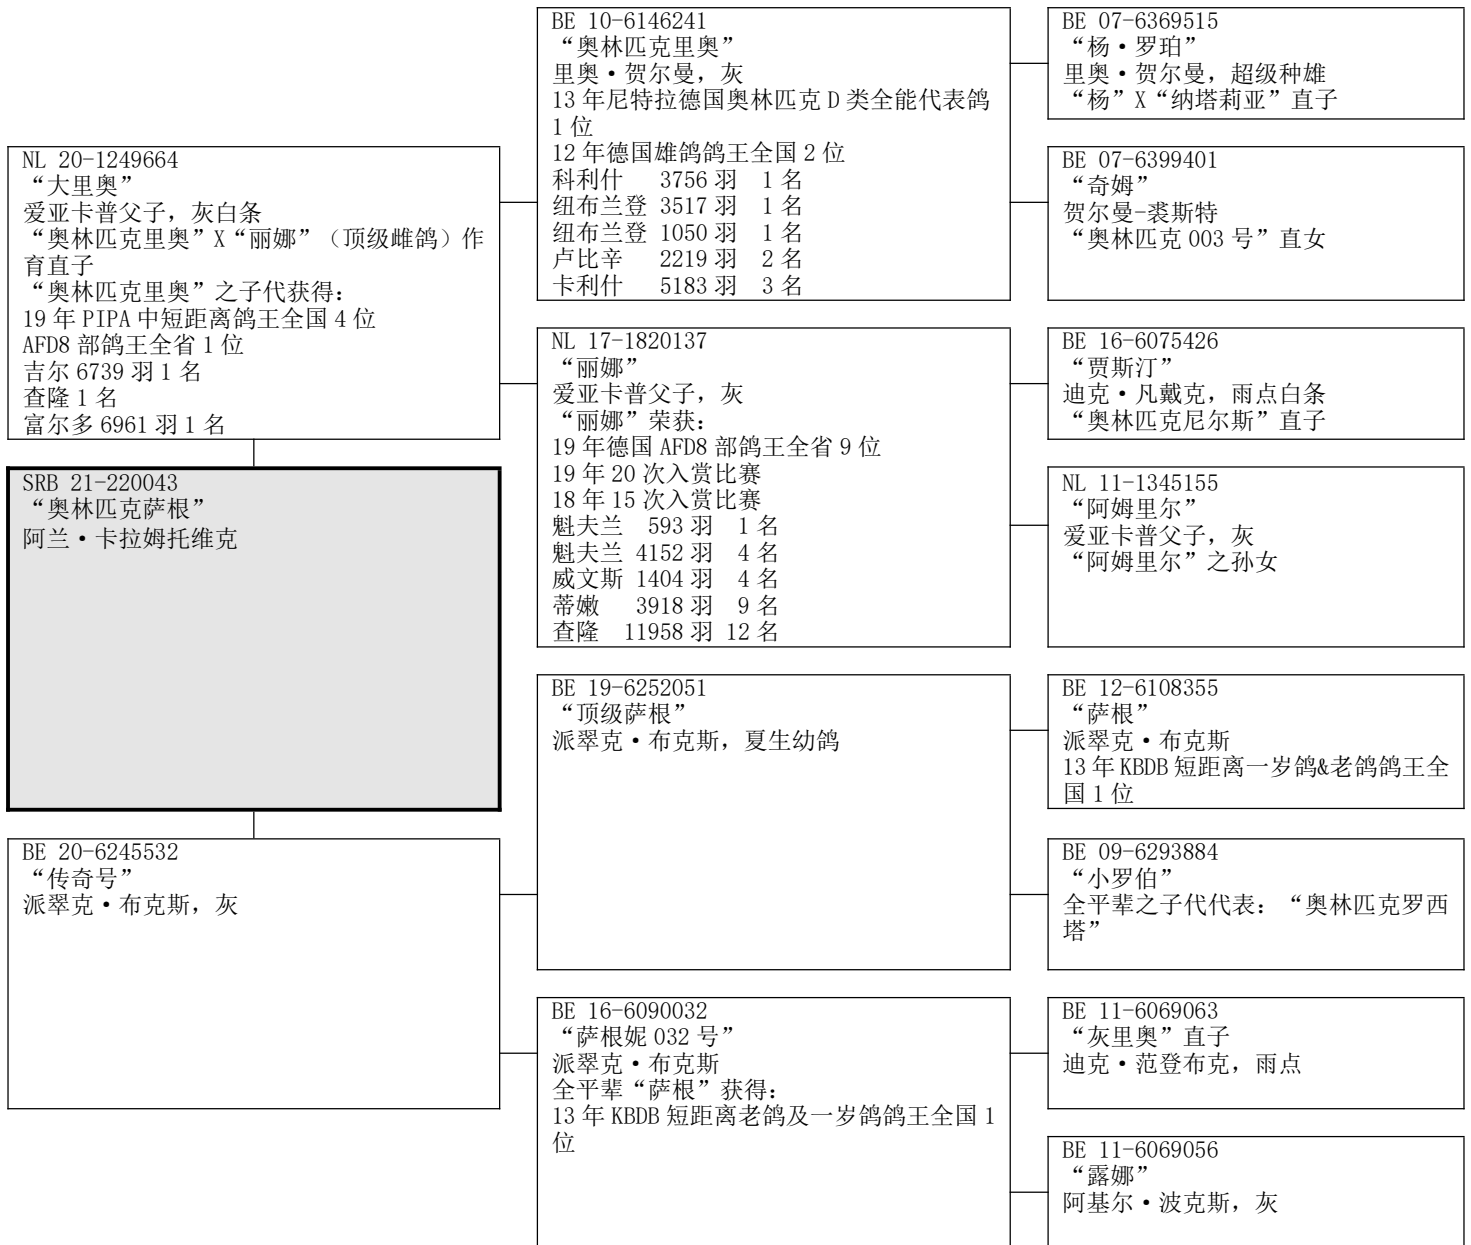 NL 20-1249664
“大里奥”
爱亚卡普父子，灰白条
“奥林匹克里奥”X“丽娜”（顶级雌鸽）作
育直子
“奥林匹克里奥”之子代获得：
19 年 PIPA 中短距离鸽王全国 4 位
AFD8 部鸽王全省 1 位
吉尔 6739 羽 1 名
查隆 1 名
富尔多 6961 羽 1 名
SRB 21-220043
“奥林匹克萨根”
阿兰·卡拉姆托维克
BE 20-6245532
“传奇号”
派翠克·布克斯，灰
BE 10-6146241
“奥林匹克里奥”
里奥·贺尔曼，灰
13 年尼特拉德国奥林匹克 D 类全能代表鸽
1 位
12 年德国雄鸽鸽王全国 2 位
科利什 3756 羽 1 名
纽布兰登 3517 羽 1 名
纽布兰登 1050 羽 1 名
卢比辛 2219 羽 2 名
卡利什 5183 羽 3 名
NL 17-1820137
“丽娜”
爱亚卡普父子，灰
“丽娜”荣获：
19 年德国 AFD8 部鸽王全省 9 位
19 年 20 次入赏比赛
18 年 15 次入赏比赛
魁夫兰 593 羽 1 名
魁夫兰 4152 羽 4 名
威文斯 1404 羽 4 名
蒂嫩 3918 羽 9 名
查隆 11958 羽 12 名
BE 19-6252051
“顶级萨根”
派翠克·布克斯，夏生幼鸽
BE 16-6090032
“萨根妮 032 号”
派翠克·布克斯
全平辈“萨根”获得：
13 年 KBDB 短距离老鸽及一岁鸽鸽王全国 1
位
BE 07-6369515
“杨·罗珀”
里奥·贺尔曼，超级种雄
“杨”X“纳塔莉亚”直子
BE 07-6399401
“奇姆”
贺尔曼-裘斯特
“奥林匹克 003 号”直女
BE 16-6075426
“贾斯汀”
迪克·凡戴克，雨点白条
“奥林匹克尼尔斯”直子
NL 11-1345155
“阿姆里尔”
爱亚卡普父子，灰
“阿姆里尔”之孙女
BE 12-6108355
“萨根”
派翠克·布克斯
13 年 KBDB 短距离一岁鸽&老鸽鸽王全
国 1 位
BE 09-6293884
“小罗伯”
全平辈之子代代表：“奥林匹克罗西
塔”
BE 11-6069063
“灰里奥”直子
迪克·范登布克，雨点
BE 11-6069056
“露娜”
阿基尔·波克斯，灰